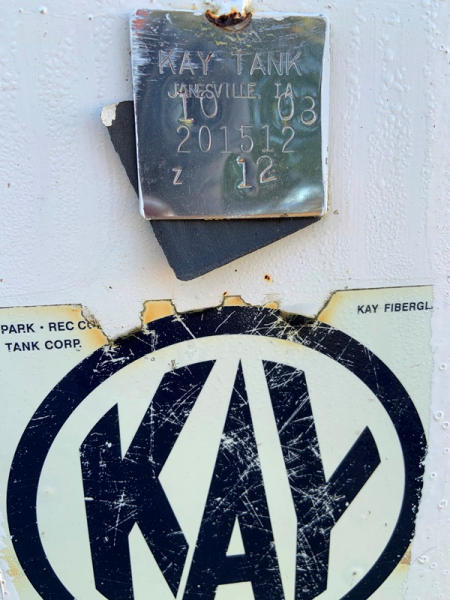 KAY TANK
JANESVILLE, IA
10 03
201512
Z 12
PARK • REC CO
TANK CORP.
KAY FIBERGL
KAY